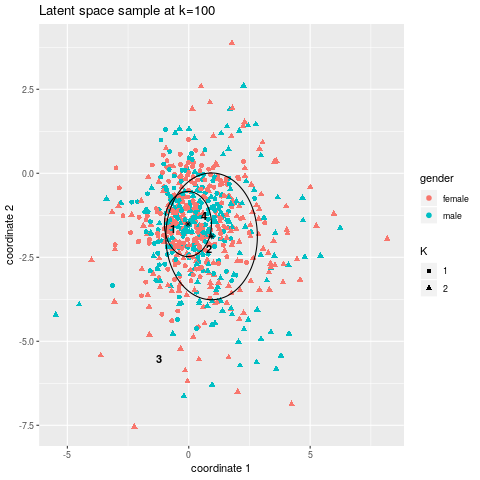 Latent space sample at k=100
2.5
0.0
-2.5
-5.0
-7.5
coordinate 2
1
4
2
3
-5
0
5
coordinate 1
gender
female
male
K
1
2